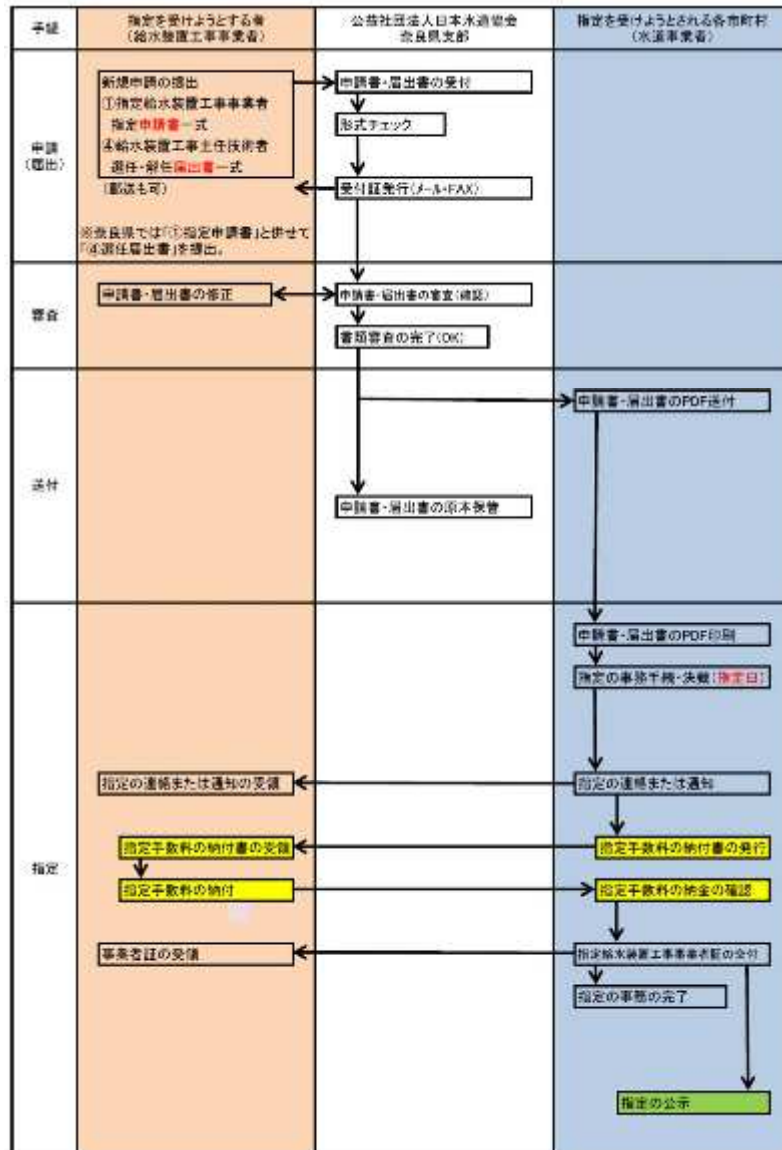 手続
指定を受けようとする者
(給水装置工事事業者)
公益社団法人日本水道協会
奈良県支部
指定を受けようとされる各市町村
(水道事業者)
申請
(届出)
新規申請の提出
①指定給水装置工事事業者
指定申請書一式
④給水装置工事主任技術者
選任・解任届出書一式
(郵送も可)
※奈良県では「①指定申請書」と併せて
「④選任届出書」を提出。
申請書・届出書の受付
形式チェック
受付証発行(メール・FAX)
審査
申請書・届出書の修正
申請書・届出書の審査(確認)
書類審査の完了(OK)
送付
申請書・届出書のPDF送付
申請書・届出書の原本保管
指定
申請書・届出書のPDF印刷
指定の事務手続・決裁(指定日)
指定の連絡または通知の受領
指定の連絡または通知
指定手数料の納付書の受領
指定手数料の納付書の発行
指定手数料の納付
指定手数料の納金の確認
事業者証の受領
指定給水装置工事事業者証の交付
指定の事務の完了
指定の公示